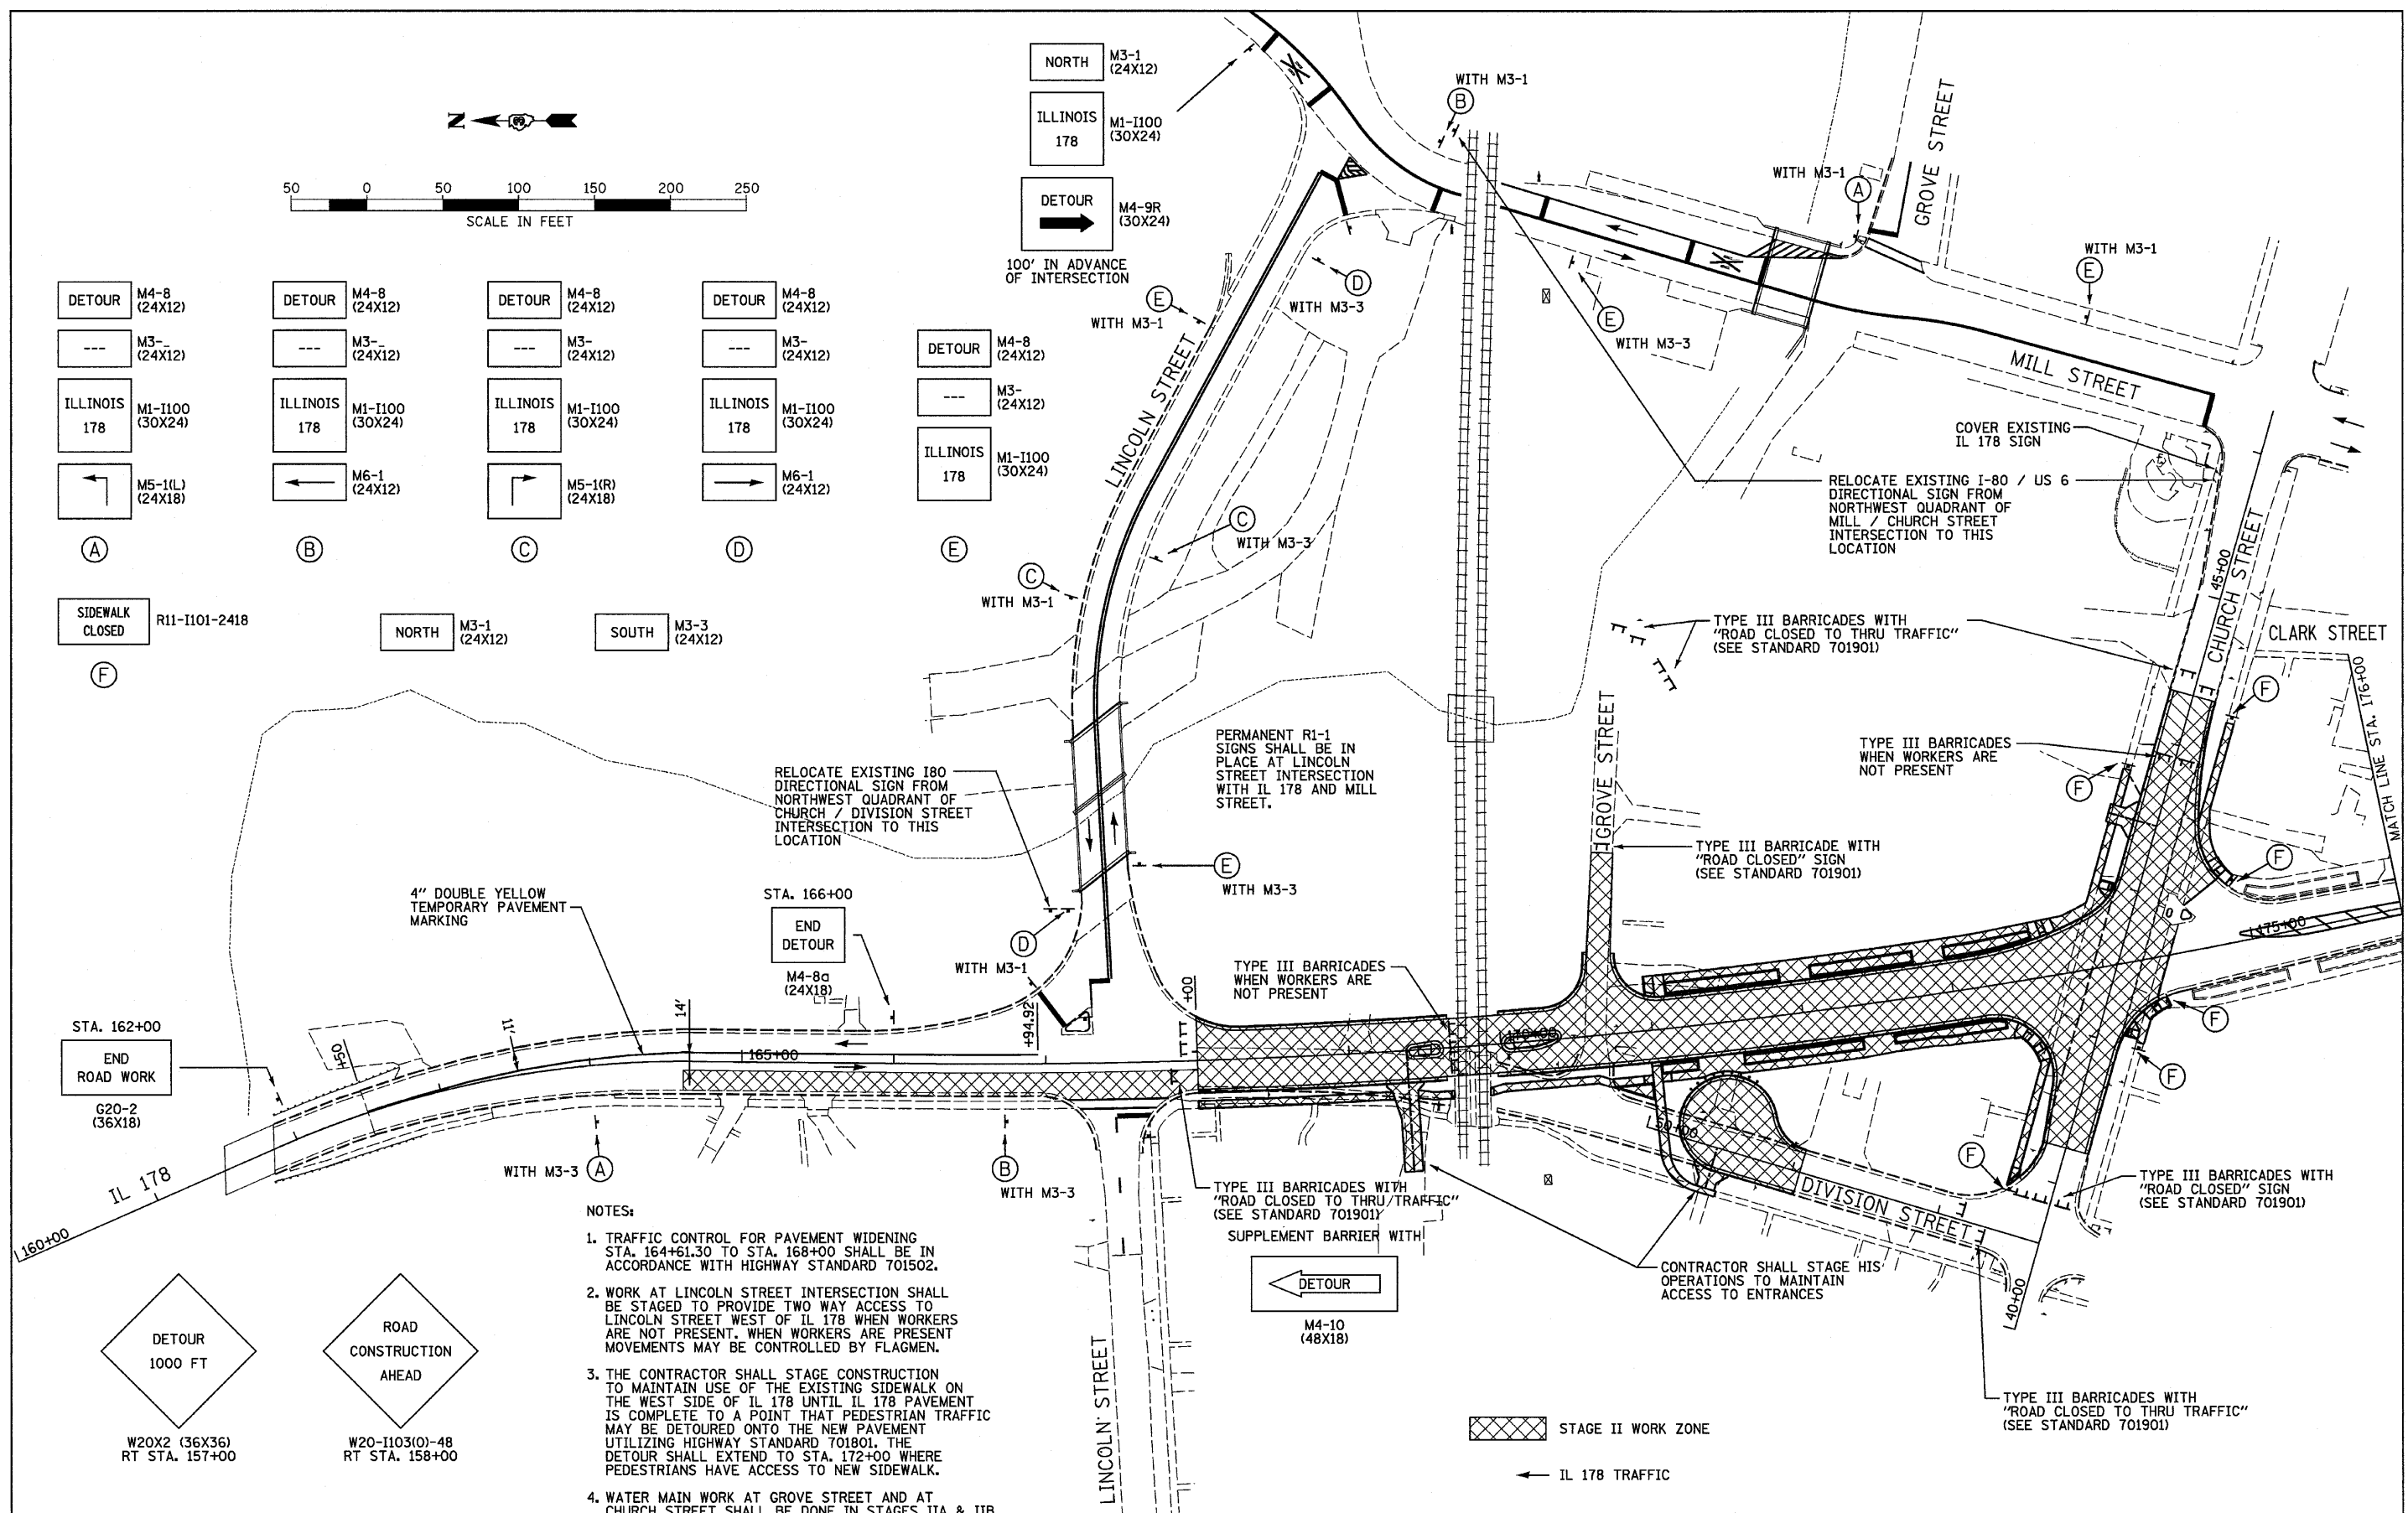 NORTH
M3-1
(24X12)
ILLINOIS
178
M1-I100
(30X24)
DETOUR
M4-9R
(30X24)
100' IN ADVANCE
OF INTERSECTION
N
50 0 50 100 150 200 250
SCALE IN FEET
DETOUR
M4-8
(24X12)
---
M3-_
(24X12)
ILLINOIS
178
M1-I100
(30X24)
M5-1(L)
(24X18)
A
DETOUR
M4-8
(24X12)
---
M3-_
(24X12)
ILLINOIS
178
M1-I100
(30X24)
M6-1
(24X12)
B
DETOUR
M4-8
(24X12)
---
M3-
(24X12)
ILLINOIS
178
M1-I100
(30X24)
M5-1(R)
(24X18)
C
DETOUR
M4-8
(24X12)
---
M3-
(24X12)
ILLINOIS
178
M1-I100
(30X24)
M6-1
(24X12)
D
DETOUR
M4-8
(24X12)
---
M3-
(24X12)
ILLINOIS
178
M1-I100
(30X24)
E
SIDEWALK
CLOSED
R11-I101-2418
F
NORTH
M3-1
(24X12)
SOUTH
M3-3
(24X12)
WITH M3-1
B
WITH M3-1
A
GROVE STREET
WITH M3-1
E
E
WITH M3-1
D
WITH M3-3
E
WITH M3-3
LINCOLN STREET
MILL STREET
C
WITH M3-3
C
WITH M3-1
COVER EXISTING
IL 178 SIGN
RELOCATE EXISTING I-80 / US 6
DIRECTIONAL SIGN FROM
NORTHWEST QUADRANT OF
MILL / CHURCH STREET
INTERSECTION TO THIS
LOCATION
45+00
CHURCH STREET
CLARK STREET
TYPE III BARRICADES WITH
"ROAD CLOSED TO THRU TRAFFIC"
(SEE STANDARD 701901)
MATCH LINE STA. 176+00
F
PERMANENT R1-1
SIGNS SHALL BE IN
PLACE AT LINCOLN
STREET INTERSECTION
WITH IL 178 AND MILL
STREET.
GROVE STREET
TYPE III BARRICADES
WHEN WORKERS ARE
NOT PRESENT
F
RELOCATE EXISTING I80
DIRECTIONAL SIGN FROM
NORTHWEST QUADRANT OF
CHURCH / DIVISION STREET
INTERSECTION TO THIS
LOCATION
TYPE III BARRICADE WITH
"ROAD CLOSED" SIGN
(SEE STANDARD 701901)
F
E
WITH M3-3
4" DOUBLE YELLOW
TEMPORARY PAVEMENT
MARKING
STA. 166+00
END
DETOUR
M4-8a
(24X18)
D
WITH M3-1
TYPE III BARRICADES
WHEN WORKERS ARE
NOT PRESENT
175+00
+00
170+00
+94.92
14'
11'
+50
165+00
F
STA. 162+00
END
ROAD WORK
G20-2
(36X18)
F
IL 178
160+00
WITH M3-3
A
B
WITH M3-3
50+00
DIVISION STREET
F
TYPE III BARRICADES WITH
"ROAD CLOSED" SIGN
(SEE STANDARD 701901)
TYPE III BARRICADES WITH
"ROAD CLOSED TO THRU TRAFFIC"
(SEE STANDARD 701901)
SUPPLEMENT BARRIER WITH
DETOUR
M4-10
(48X18)
CONTRACTOR SHALL STAGE HIS
OPERATIONS TO MAINTAIN
ACCESS TO ENTRANCES
40+00
TYPE III BARRICADES WITH
"ROAD CLOSED TO THRU TRAFFIC"
(SEE STANDARD 701901)
DETOUR
1000 FT
W20X2 (36X36)
RT STA. 157+00
ROAD
CONSTRUCTION
AHEAD
W20-I103(O)-48
RT STA. 158+00
NOTES:
1. TRAFFIC CONTROL FOR PAVEMENT WIDENING
STA. 164+61.30 TO STA. 168+00 SHALL BE IN
ACCORDANCE WITH HIGHWAY STANDARD 701502.
2. WORK AT LINCOLN STREET INTERSECTION SHALL
BE STAGED TO PROVIDE TWO WAY ACCESS TO
LINCOLN STREET WEST OF IL 178 WHEN WORKERS
ARE NOT PRESENT. WHEN WORKERS ARE PRESENT
MOVEMENTS MAY BE CONTROLLED BY FLAGMEN.
3. THE CONTRACTOR SHALL STAGE CONSTRUCTION
TO MAINTAIN USE OF THE EXISTING SIDEWALK ON
THE WEST SIDE OF IL 178 UNTIL IL 178 PAVEMENT
IS COMPLETE TO A POINT THAT PEDESTRIAN TRAFFIC
MAY BE DETOURED ONTO THE NEW PAVEMENT
UTILIZING HIGHWAY STANDARD 701801. THE
DETOUR SHALL EXTEND TO STA. 172+00 WHERE
PEDESTRIANS HAVE ACCESS TO NEW SIDEWALK.
4. WATER MAIN WORK AT GROVE STREET AND AT
CHURCH STREET SHALL BE DONE IN STAGES IIA & IIB
LINCOLN STREET
STAGE II WORK ZONE
IL 178 TRAFFIC